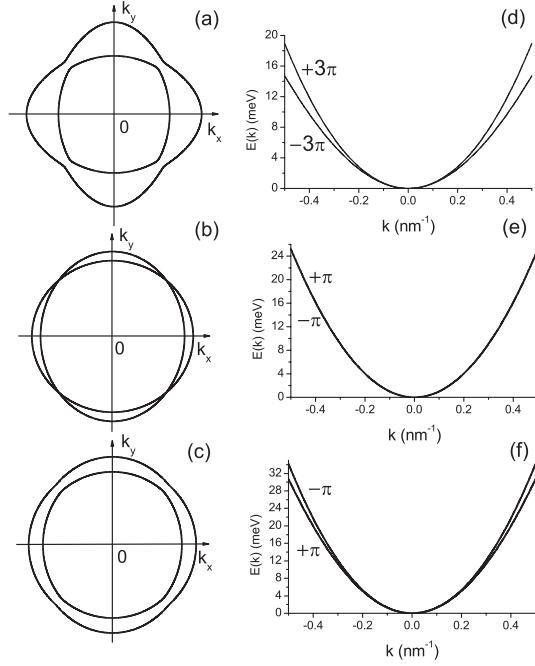 (a)
k_y
0
k_x
(d)
20
16
12
8
4
0
E(k) (meV)
+3π
−3π
-0.4
-0.2
0.0
0.2
0.4
k (nm⁻¹)
(b)
k_y
0
k_x
(e)
24
20
16
12
8
4
0
E(k) (meV)
+π
−π
-0.4
-0.2
0.0
0.2
0.4
k (nm⁻¹)
(c)
k_y
0
k_x
(f)
32
28
24
20
16
12
8
4
0
E(k) (meV)
−π
+π
-0.4
-0.2
0.0
0.2
0.4
k (nm⁻¹)